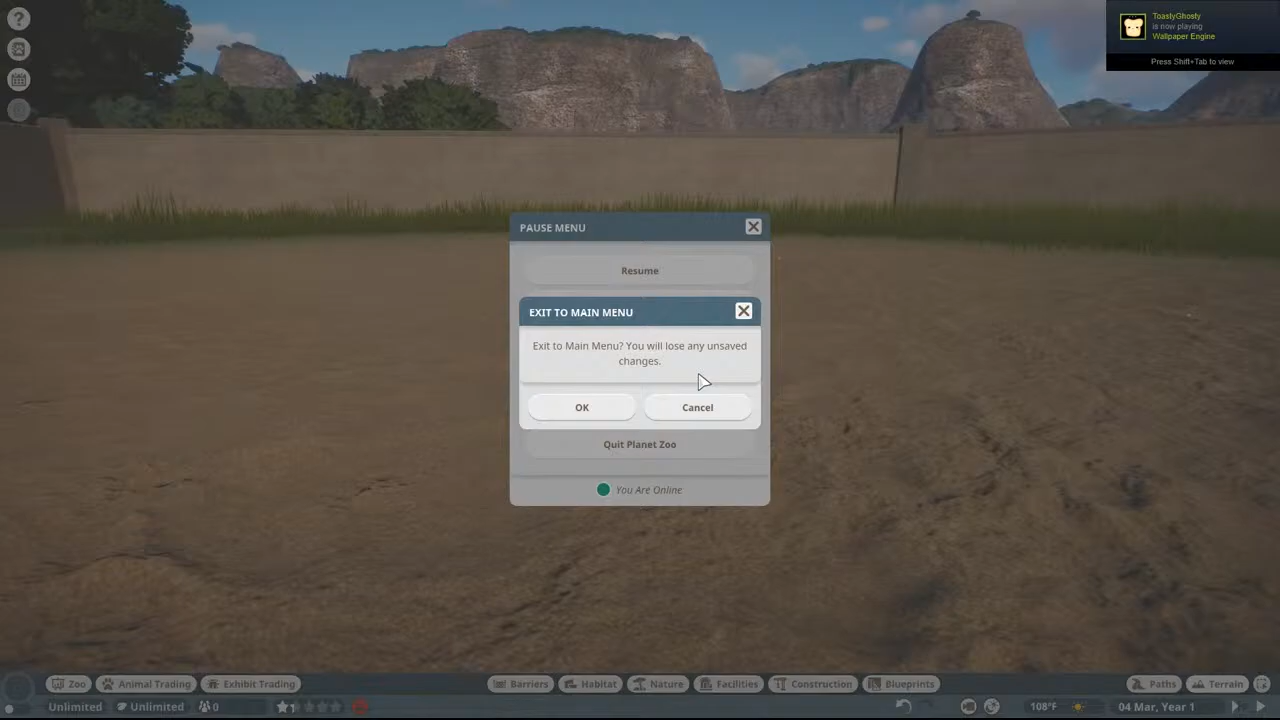 ToastyGhosty
is now playing
Wallpaper Engine
Press Shift+Tab to view
PAUSE MENU
Resume
EXIT TO MAIN MENU
Exit to Main Menu? You will lose any unsaved
changes.
OK
Cancel
Quit Planet Zoo
You Are Online
Zoo
Animal Trading
Exhibit Trading
Barriers
Habitat
Nature
Facilities
Construction
Blueprints
Paths
Terrain
Unlimited
Unlimited
0
1
108°F
04 Mar, Year 1